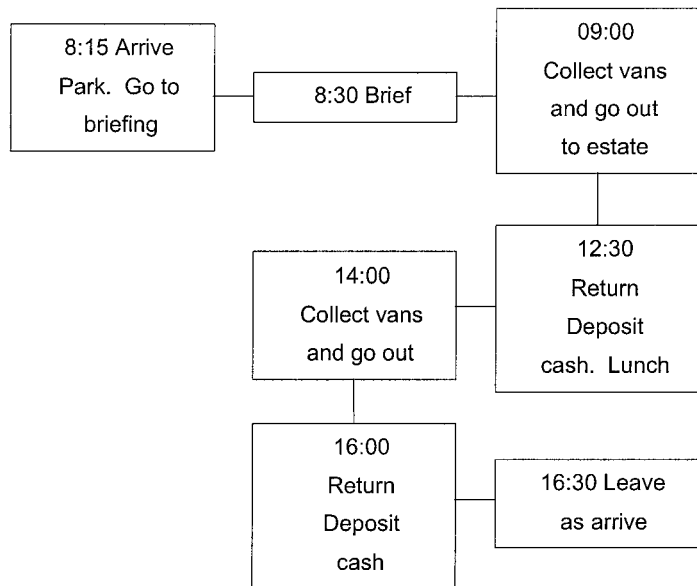 8:15 Arrive
Park.  Go to
briefing
8:30 Brief
09:00
Collect vans
and go out
to estate
12:30
Return
Deposit
cash.  Lunch
14:00
Collect vans
and go out
16:00
Return
Deposit
cash
16:30 Leave
as arrive